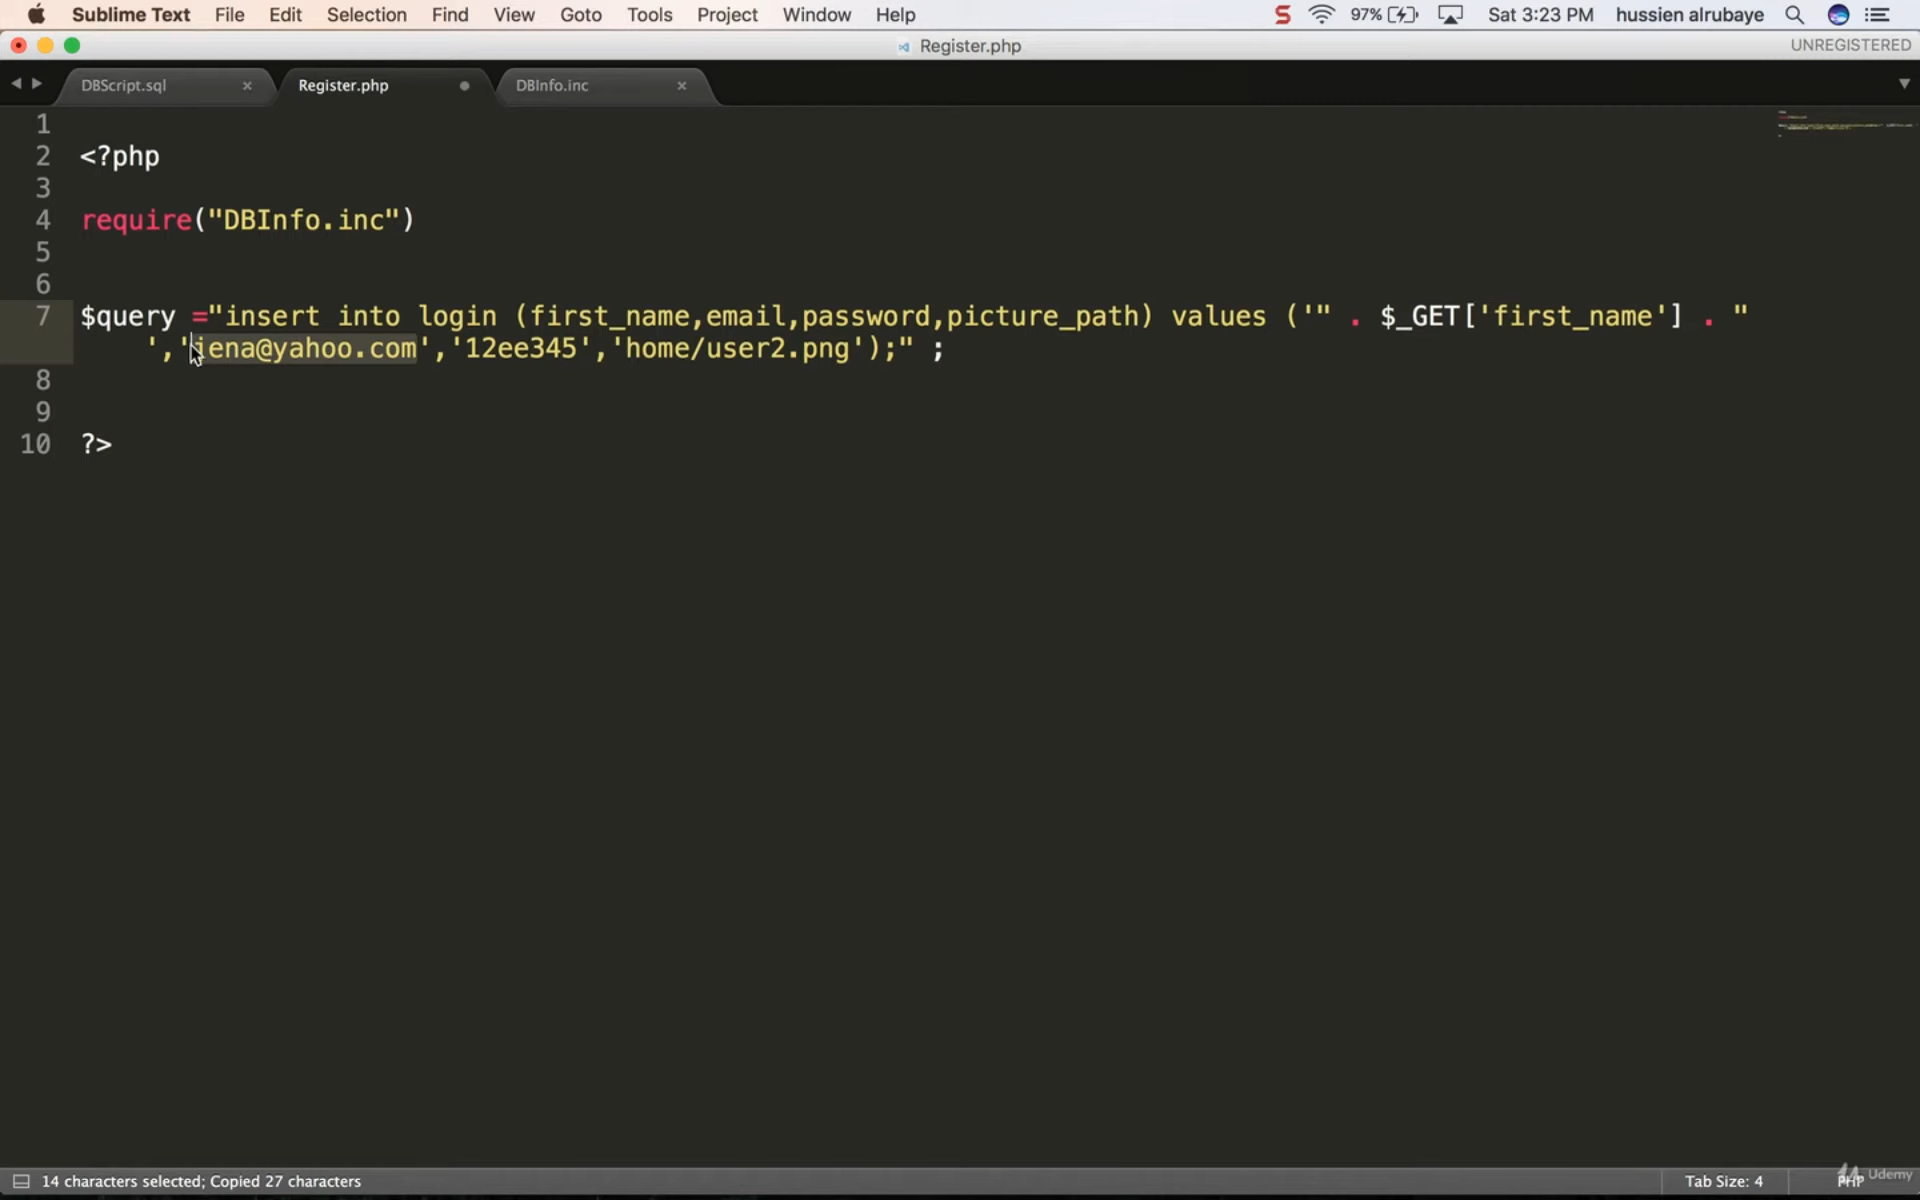 Sublime Text File Edit Selection Find View Goto Tools Project Window Help S 97% Sat 3:23 PM hussien alrubaye
Register.php UNREGISTERED
DBScript.sql × Register.php DBInfo.inc ×
1
2 <?php
3
4 require("DBInfo.inc")
5
6
7 $query ="insert into login (first_name,email,password,picture_path) values ('" . $_GET['first_name'] . "
','jena@yahoo.com','12ee345','home/user2.png');" ;
8
9
10 ?>
14 characters selected; Copied 27 characters Tab Size: 4 PHP Udemy